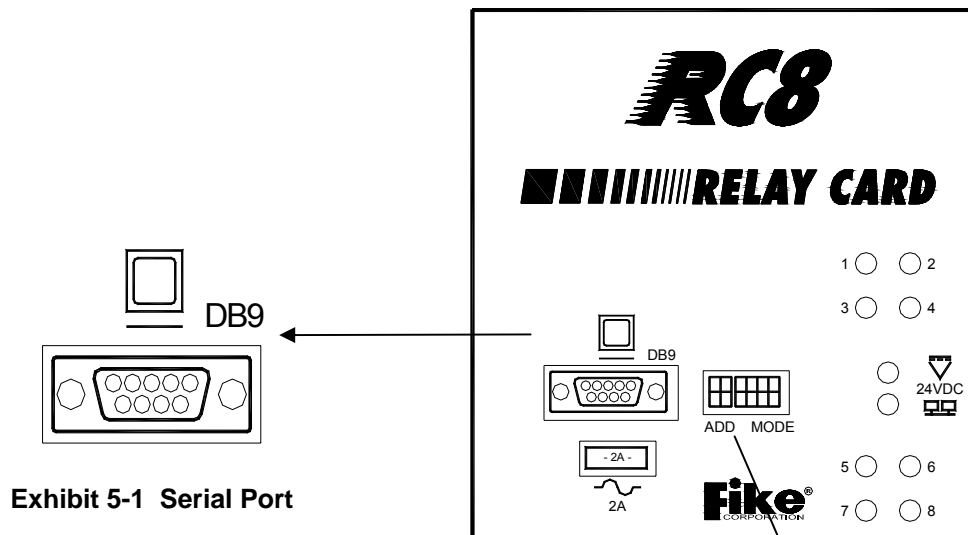 RC8
RELAY CARD
1 2
3 4
DB9
DB9
24VDC
ADD MODE
- 2A -
2A
5 6
Fike®
CORPORATION
7 8
Exhibit 5-1 Serial Port